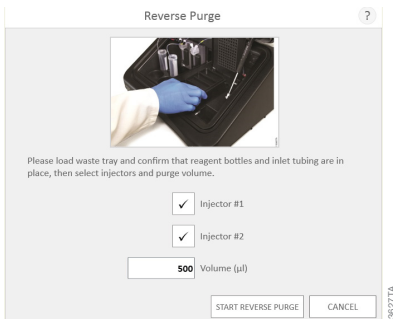 Reverse Purge
?
Please load waste tray and confirm that reagent bottles and inlet tubing are in
place, then select injectors and purge volume.
✓ Injector #1
✓ Injector #2
500 Volume (µl)
START REVERSE PURGE CANCEL
3627TA